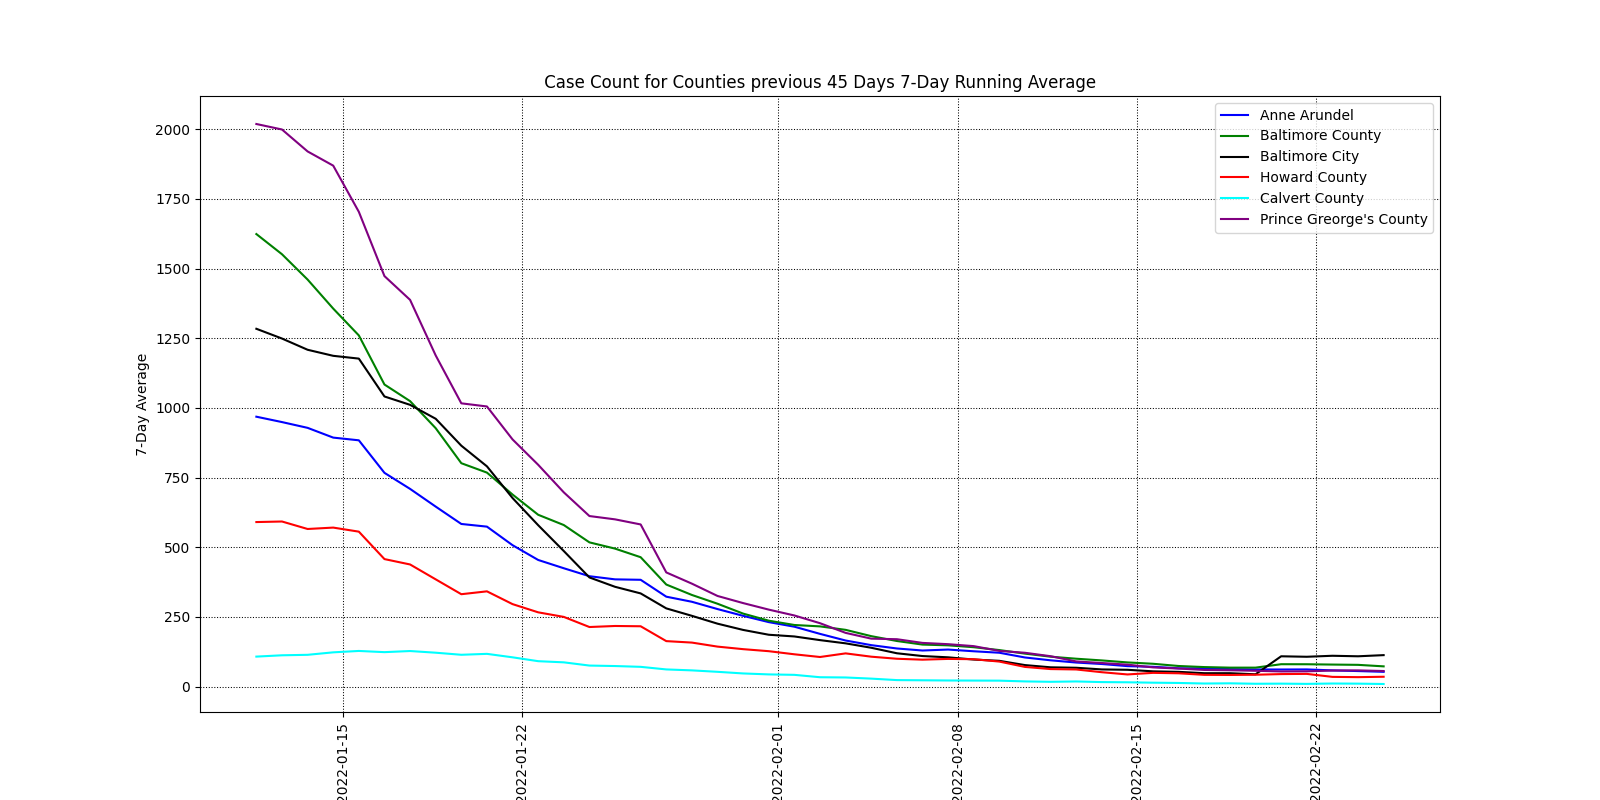 Case Count for Counties previous 45 Days 7-Day Running Average
Anne Arundel
Baltimore County
Baltimore City
Howard County
Calvert County
Prince Greorge's County
7-Day Average
2000
1750
1500
1250
1000
750
500
250
0
2022-01-15
2022-01-22
2022-02-01
2022-02-08
2022-02-15
2022-02-22